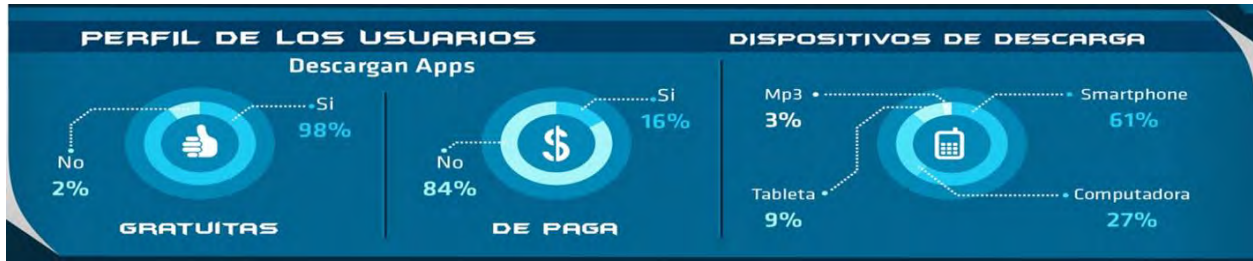 PERFIL DE LOS USUARIOS
Descargan Apps
Si
98%
No
2%
GRATUÍTAS
Si
16%
No
84%
DE PAGA
DISPOSITIVOS DE DESCARGA
Mp3
3%
Smartphone
61%
Tableta
9%
Computadora
27%